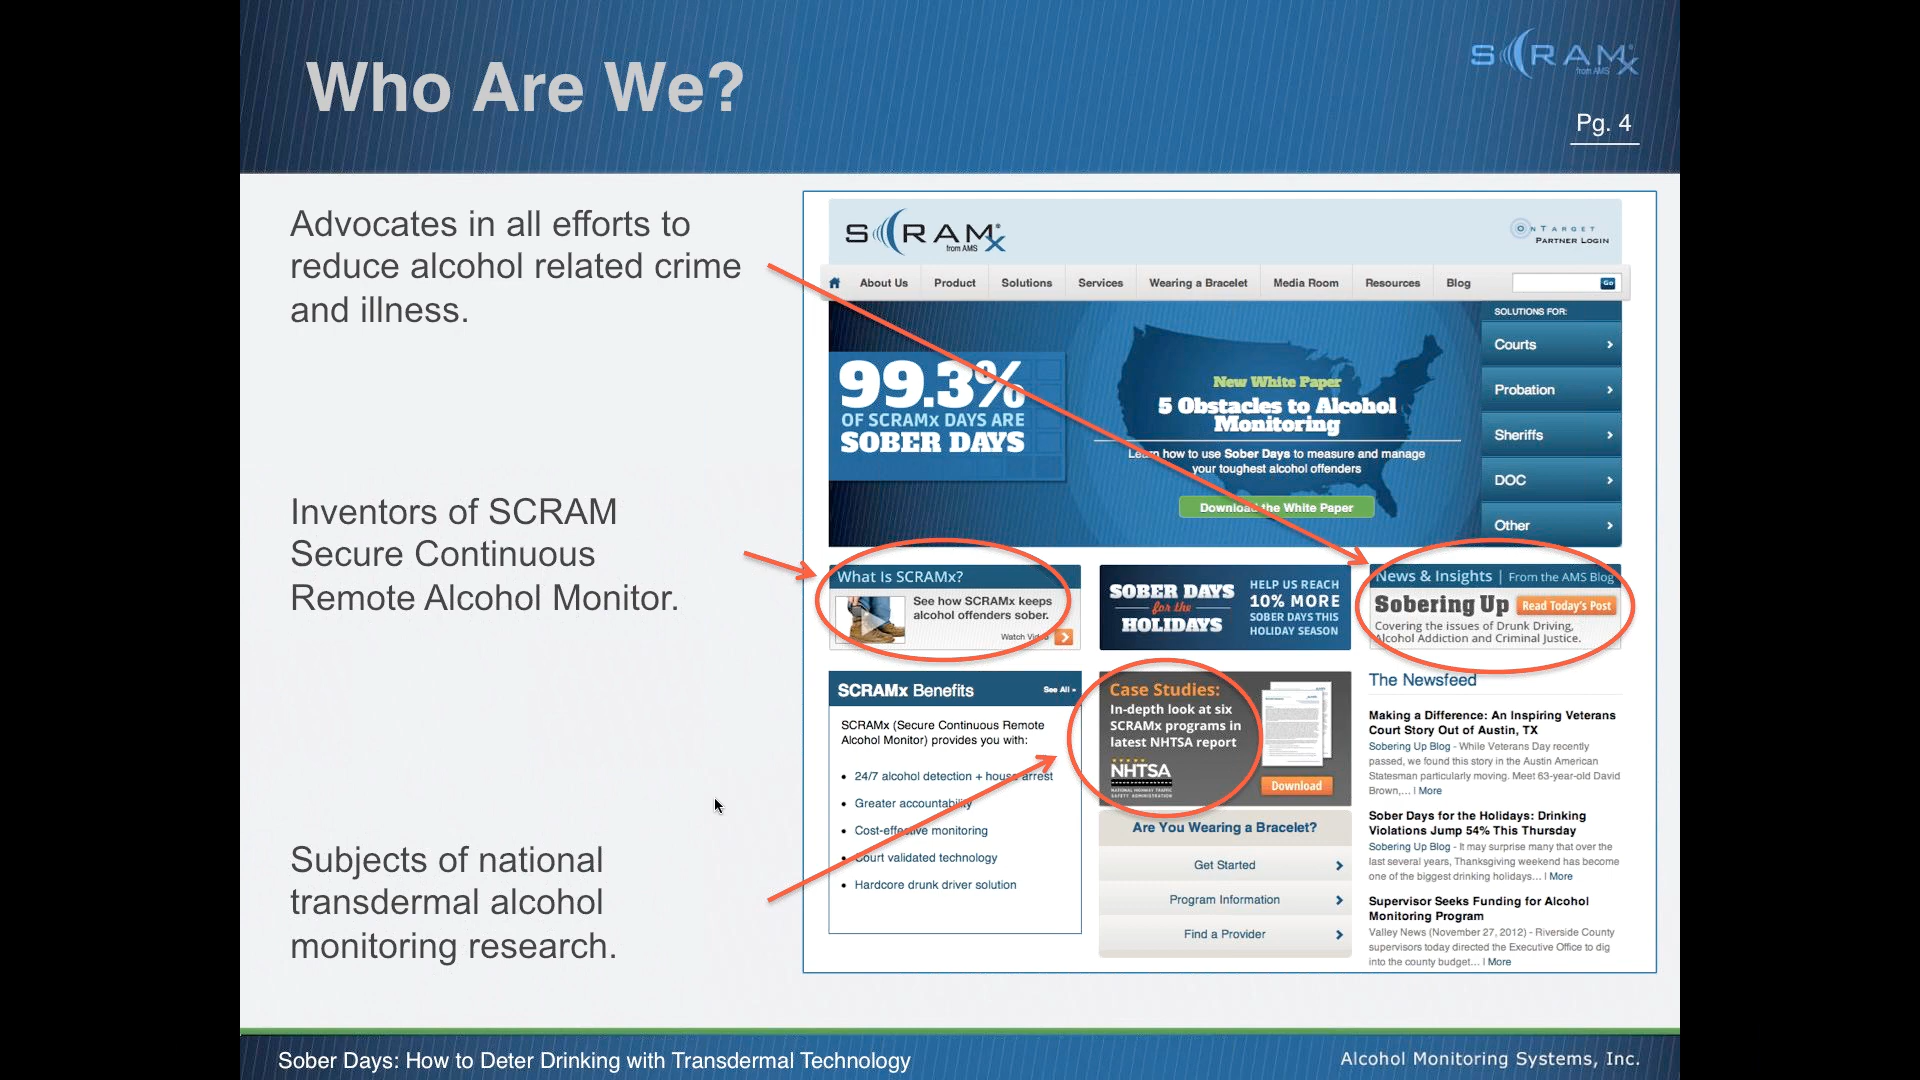 Who Are We?
SCRAMx
from AMS
Pg. 4
Advocates in all efforts to
reduce alcohol related crime
and illness.
Inventors of SCRAM
Secure Continuous
Remote Alcohol Monitor.
Subjects of national
transdermal alcohol
monitoring research.
SCRAMx
from AMS
ONTARGET
PARTNER LOGIN
About Us Product Solutions Services Wearing a Bracelet Media Room Resources Blog Go
99.3%
OF SCRAMx DAYS ARE
SOBER DAYS
New White Paper
5 Obstacles to Alcohol
Monitoring
Learn how to use Sober Days to measure and manage
your toughest alcohol offenders
Download the White Paper
SOLUTIONS FOR:
Courts
Probation
Sheriffs
DOC
Other
What Is SCRAMx?
See how SCRAMx keeps
alcohol offenders sober.
Watch Video
SOBER DAYS
for the
HOLIDAYS
HELP US REACH
10% MORE
SOBER DAYS THIS
HOLIDAY SEASON
News & Insights | From the AMS Blog
Sobering Up Read Today's Post
Covering the issues of Drunk Driving,
Alcohol Addiction and Criminal Justice.
SCRAMx Benefits See All »
SCRAMx (Secure Continuous Remote
Alcohol Monitor) provides you with:
• 24/7 alcohol detection + house arrest
• Greater accountability
• Cost-effective monitoring
• Court validated technology
• Hardcore drunk driver solution
Case Studies:
In-depth look at six
SCRAMx programs in
latest NHTSA report
NHTSA
NATIONAL HIGHWAY TRAFFIC
SAFETY ADMINISTRATION
Download
Are You Wearing a Bracelet?
Get Started
Program Information
Find a Provider
The Newsfeed
Making a Difference: An Inspiring Veterans
Court Story Out of Austin, TX
Sobering Up Blog - While Veterans Day recently
passed, we found this story in the Austin American
Statesman particularly moving. Meet 63-year-old David
Brown,... | More
Sober Days for the Holidays: Drinking
Violations Jump 54% This Thursday
Sobering Up Blog - It may surprise many that over the
last several years, Thanksgiving weekend has become
one of the biggest drinking holidays... | More
Supervisor Seeks Funding for Alcohol
Monitoring Program
Valley News (November 27, 2012) - Riverside County
supervisors today directed the Executive Office to dig
into the county budget... | More
Sober Days: How to Deter Drinking with Transdermal Technology
Alcohol Monitoring Systems, Inc.